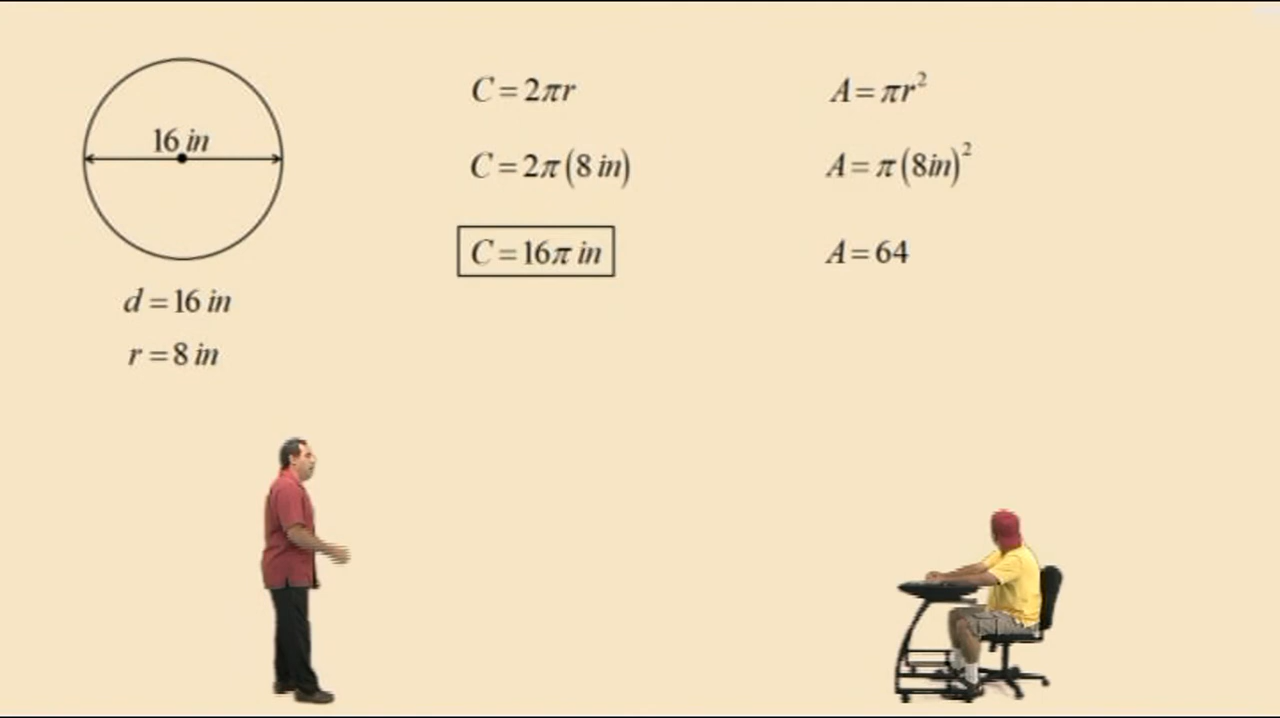 16 in
d = 16 in
r = 8 in
C = 2πr
C = 2π(8 in)
C = 16π in
A = πr²
A = π(8in)²
A = 64